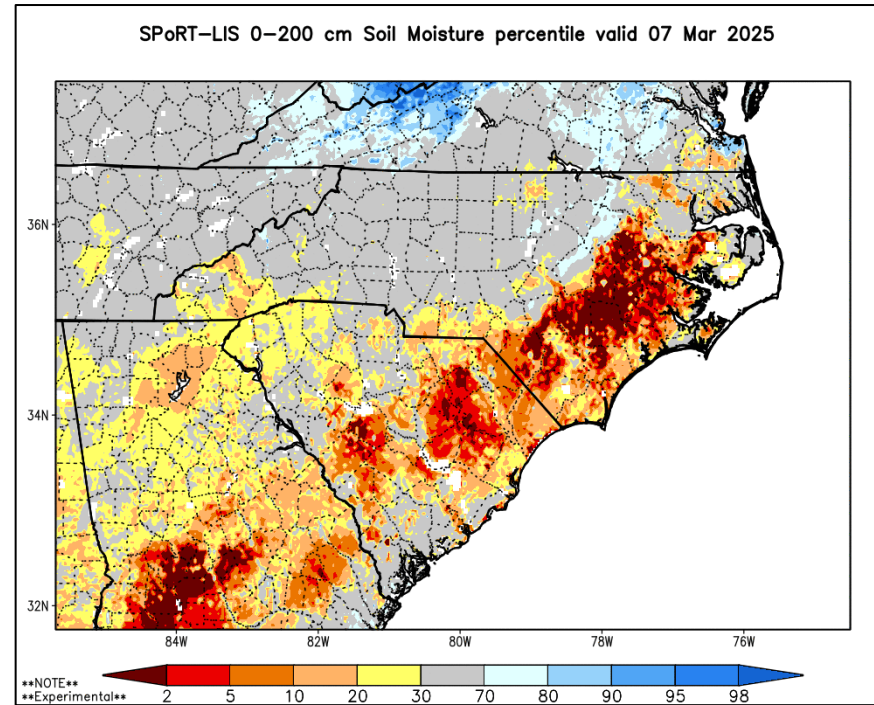 SPoRT-LIS 0-200 cm Soil Moisture percentile valid 07 Mar 2025
36N
34N
32N
84W 82W 80W 78W 76W
**NOTE**
**Experimental**
2 5 10 20 30 70 80 90 95 98